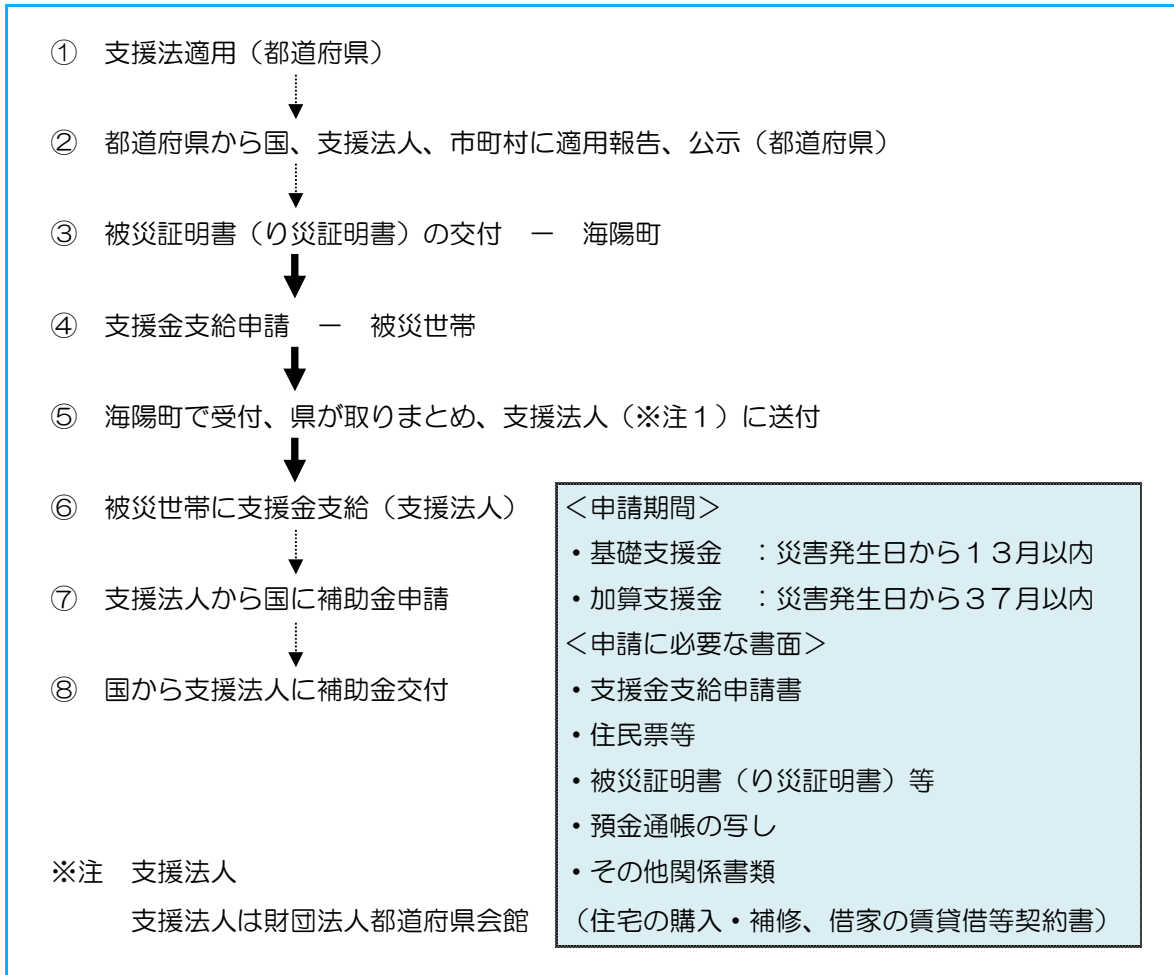 ① 支援法適用（都道府県）
② 都道府県から国、支援法人、市町村に適用報告、公示（都道府県）
③ 被災証明書（り災証明書）の交付 － 海陽町
④ 支援金支給申請 － 被災世帯
⑤ 海陽町で受付、県が取りまとめ、支援法人（※注１）に送付
⑥ 被災世帯に支援金支給（支援法人）
⑦ 支援法人から国に補助金申請
⑧ 国から支援法人に補助金交付
＜申請期間＞
・基礎支援金 ：災害発生日から１３月以内
・加算支援金 ：災害発生日から３７月以内
＜申請に必要な書面＞
・支援金支給申請書
・住民票等
・被災証明書（り災証明書）等
・預金通帳の写し
・その他関係書類
（住宅の購入・補修、借家の賃貸借等契約書）
※注 支援法人
支援法人は財団法人都道府県会館